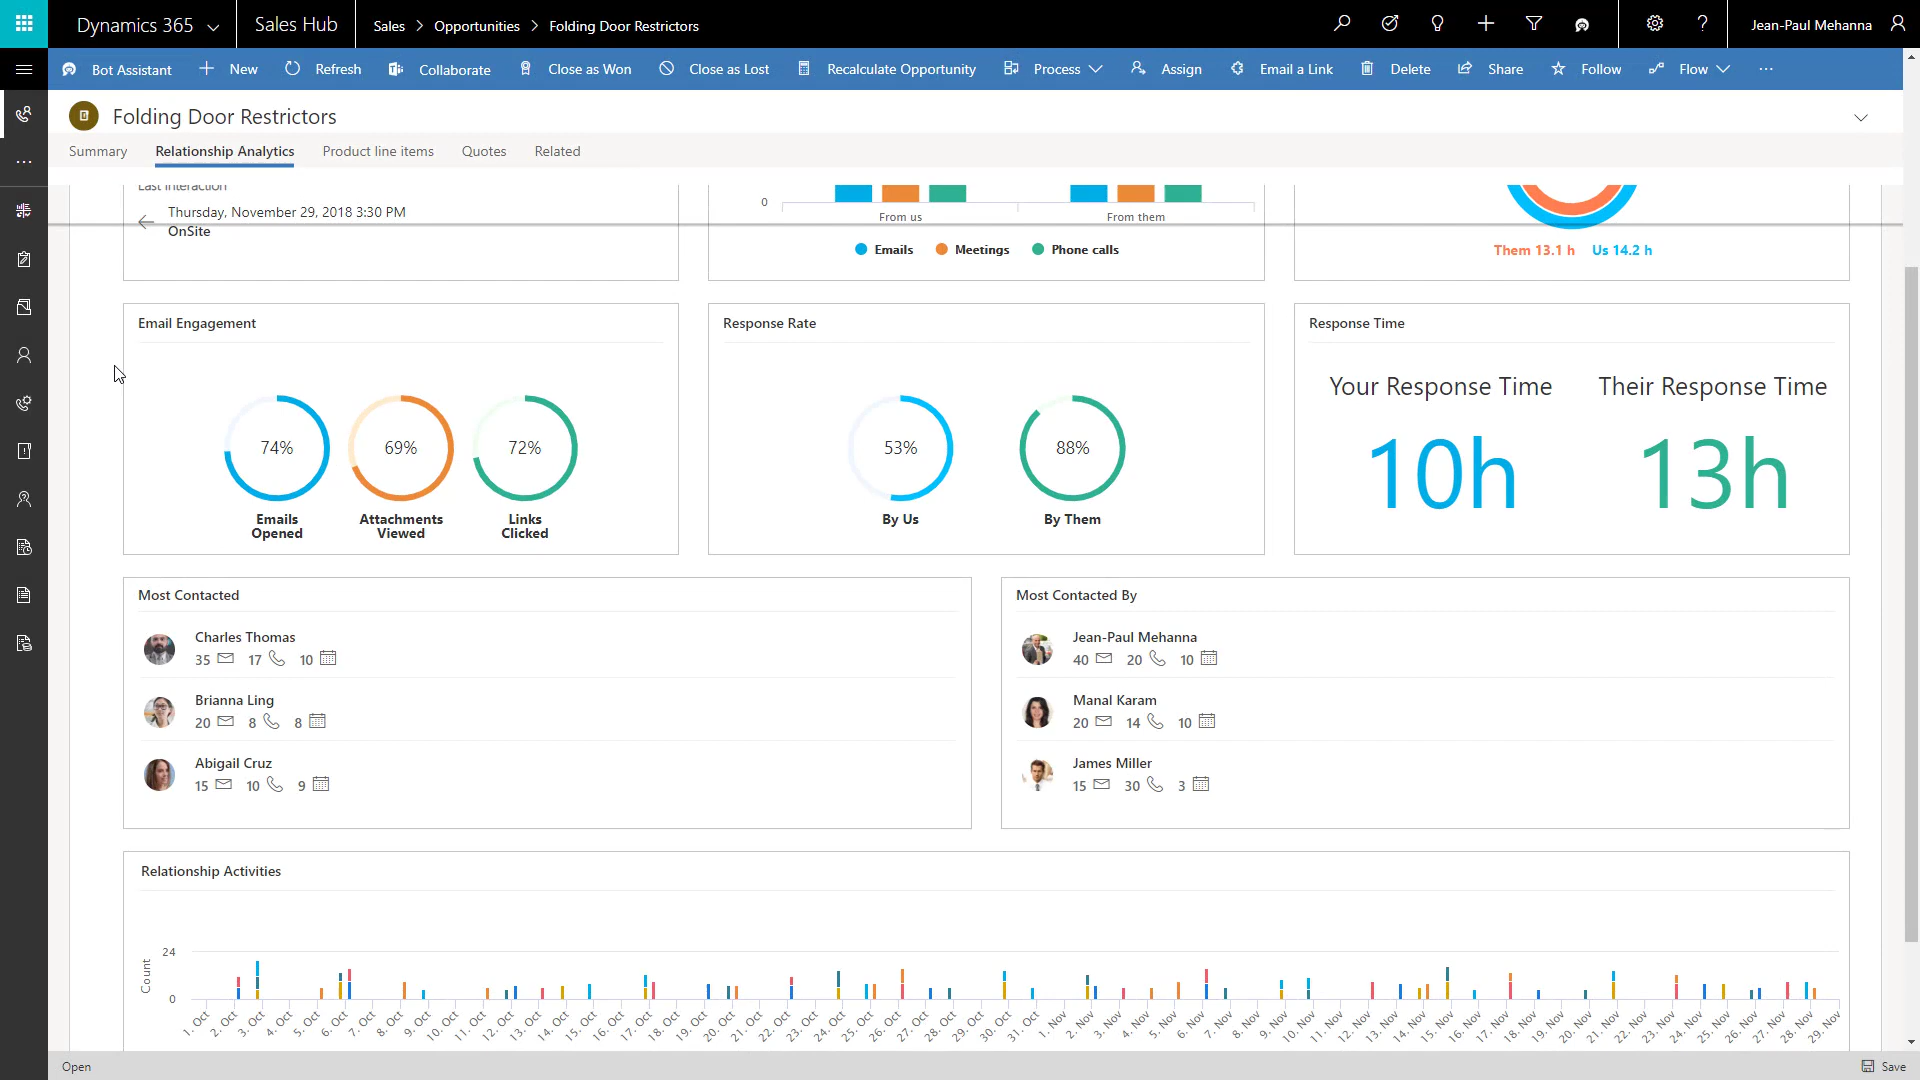 Dynamics 365
Sales Hub
Sales > Opportunities > Folding Door Restrictors
Jean-Paul Mehanna
Bot Assistant
New
Refresh
Collaborate
Close as Won
Close as Lost
Recalculate Opportunity
Process
Assign
Email a Link
Delete
Share
Follow
Flow
Folding Door Restrictors
Summary
Relationship Analytics
Product line items
Quotes
Related
Last Interaction
Thursday, November 29, 2018 3:30 PM
OnSite
0
From us
From them
Emails
Meetings
Phone calls
Them 13.1 h
Us 14.2 h
Email Engagement
74%
69%
72%
Emails
Opened
Attachments
Viewed
Links
Clicked
Response Rate
53%
88%
By Us
By Them
Response Time
Your Response Time
Their Response Time
10h
13h
Most Contacted
Charles Thomas
35 17 10
Brianna Ling
20 8 8
Abigail Cruz
15 10 9
Most Contacted By
Jean-Paul Mehanna
40 20 10
Manal Karam
20 14 10
James Miller
15 30 3
Relationship Activities
Count
24
0
1. Oct
2. Oct
3. Oct
4. Oct
5. Oct
6. Oct
7. Oct
8. Oct
9. Oct
10. Oct
11. Oct
12. Oct
13. Oct
14. Oct
15. Oct
16. Oct
17. Oct
18. Oct
19. Oct
20. Oct
21. Oct
22. Oct
23. Oct
24. Oct
25. Oct
26. Oct
27. Oct
28. Oct
29. Oct
30. Oct
31. Oct
1. Nov
2. Nov
3. Nov
4. Nov
5. Nov
6. Nov
7. Nov
8. Nov
9. Nov
10. Nov
11. Nov
12. Nov
13. Nov
14. Nov
15. Nov
16. Nov
17. Nov
18. Nov
19. Nov
20. Nov
21. Nov
22. Nov
23. Nov
24. Nov
25. Nov
26. Nov
27. Nov
28. Nov
29. Nov
Open
Save